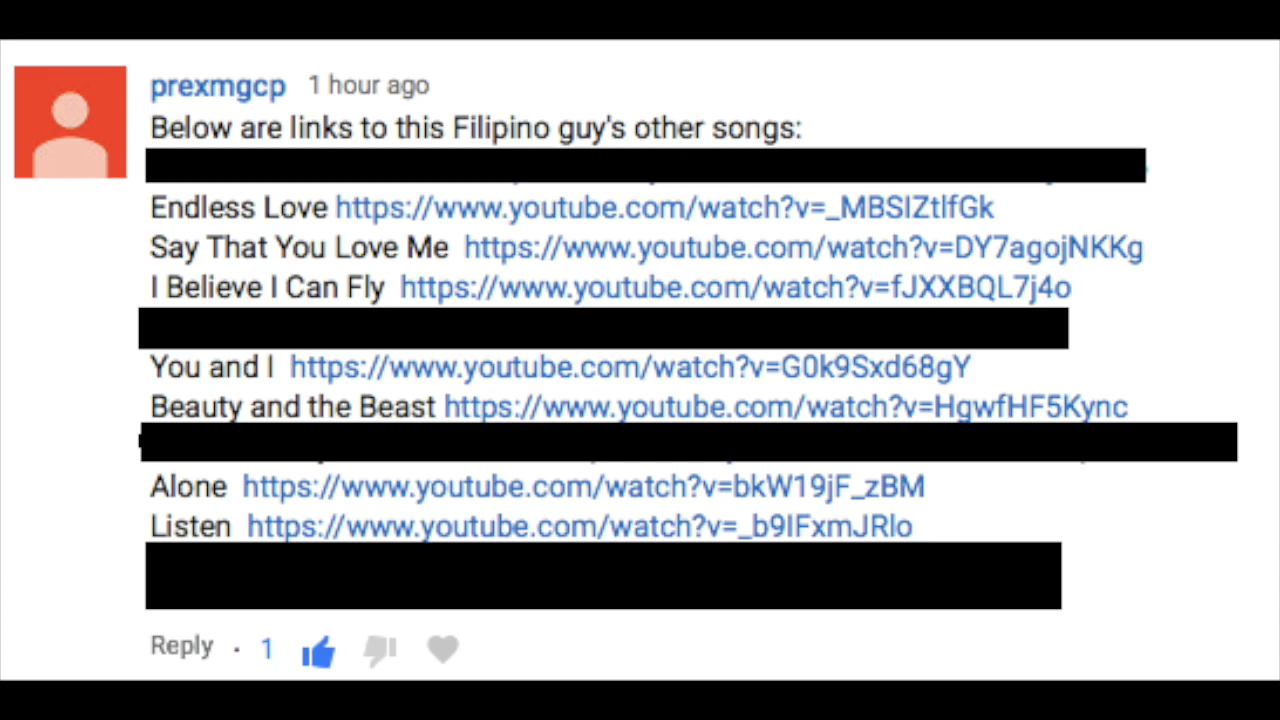 prexmgcp 1 hour ago
Below are links to this Filipino guy's other songs:
Endless Love https://www.youtube.com/watch?v=_MBSIZtlfGk
Say That You Love Me https://www.youtube.com/watch?v=DY7agojNKKg
I Believe I Can Fly https://www.youtube.com/watch?v=fJXXBQL7j4o
You and I https://www.youtube.com/watch?v=G0k9Sxd68gY
Beauty and the Beast https://www.youtube.com/watch?v=HgwfHF5Kync
Alone https://www.youtube.com/watch?v=bkW19jF_zBM
Listen https://www.youtube.com/watch?v=_b9IFxmJRlo
Reply · 1